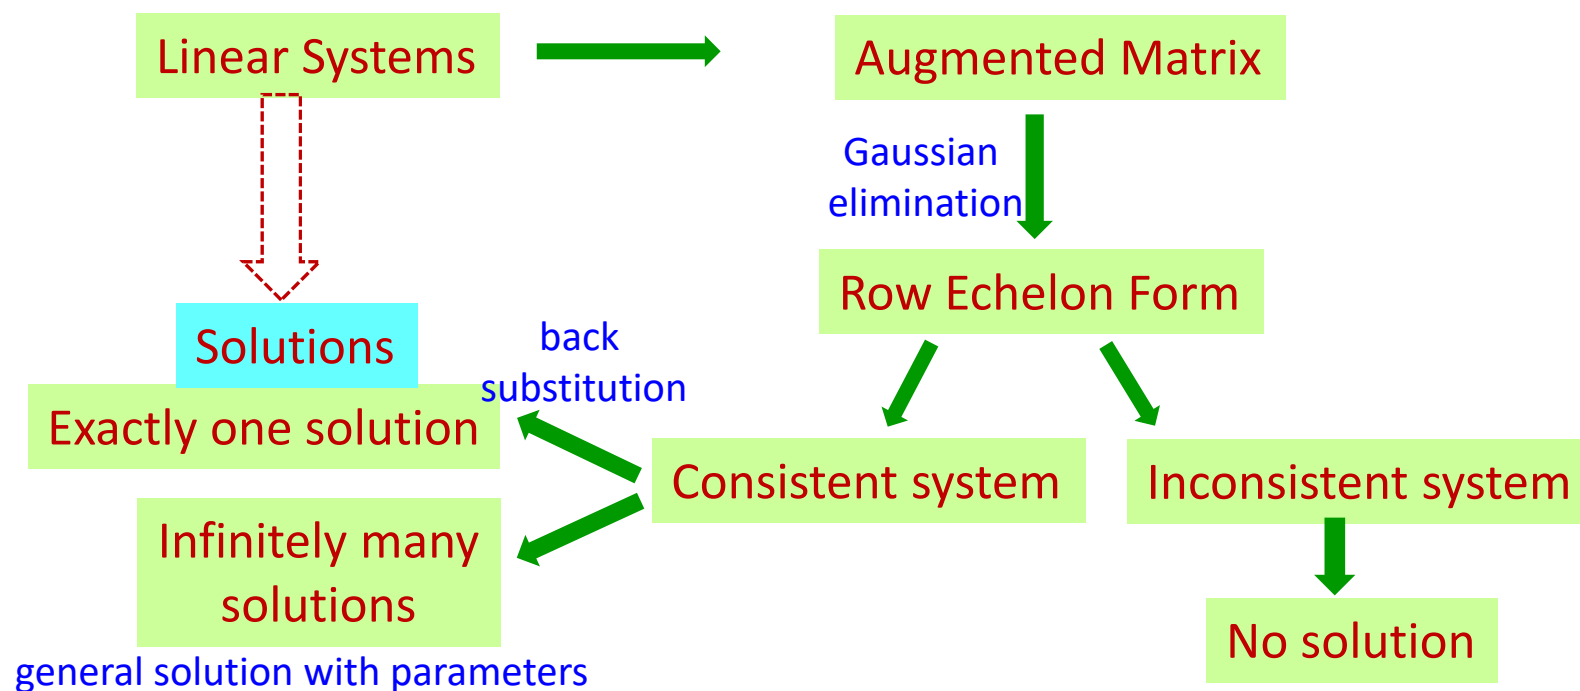 Linear Systems
Augmented Matrix
Gaussian
elimination
Row Echelon Form
Solutions
back
substitution
Exactly one solution
Consistent system
Inconsistent system
Infinitely many
solutions
No solution
general solution with parameters